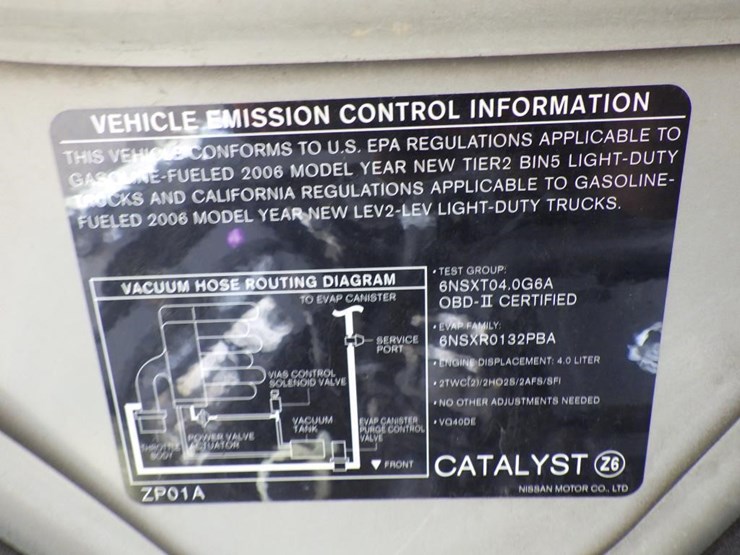 VEHICLE EMISSION CONTROL INFORMATION
THIS VEHICLE CONFORMS TO U.S. EPA REGULATIONS APPLICABLE TO
GASOLINE-FUELED 2006 MODEL YEAR NEW TIER2 BIN5 LIGHT-DUTY
TRUCKS AND CALIFORNIA REGULATIONS APPLICABLE TO GASOLINE-
FUELED 2006 MODEL YEAR NEW LEV2-LEV LIGHT-DUTY TRUCKS.
VACUUM HOSE ROUTING DIAGRAM
TO EVAP CANISTER
SERVICE
PORT
VIAS CONTROL
SOLENOID VALVE
VACUUM
TANK
EVAP CANISTER
PURGE CONTROL
VALVE
POWER VALVE
ACTUATOR
THROTTLE
BODY
▼ FRONT
ZP01A
• TEST GROUP:
6NSXT04.0G6A
OBD-II CERTIFIED
• EVAP FAMILY:
6NSXR0132PBA
• ENGINE DISPLACEMENT: 4.0 LITER
• 2TWC(2)/2HO2S/2AFS/SFI
• NO OTHER ADJUSTMENTS NEEDED
• VQ40DE
CATALYST Z6
NISSAN MOTOR CO., LTD